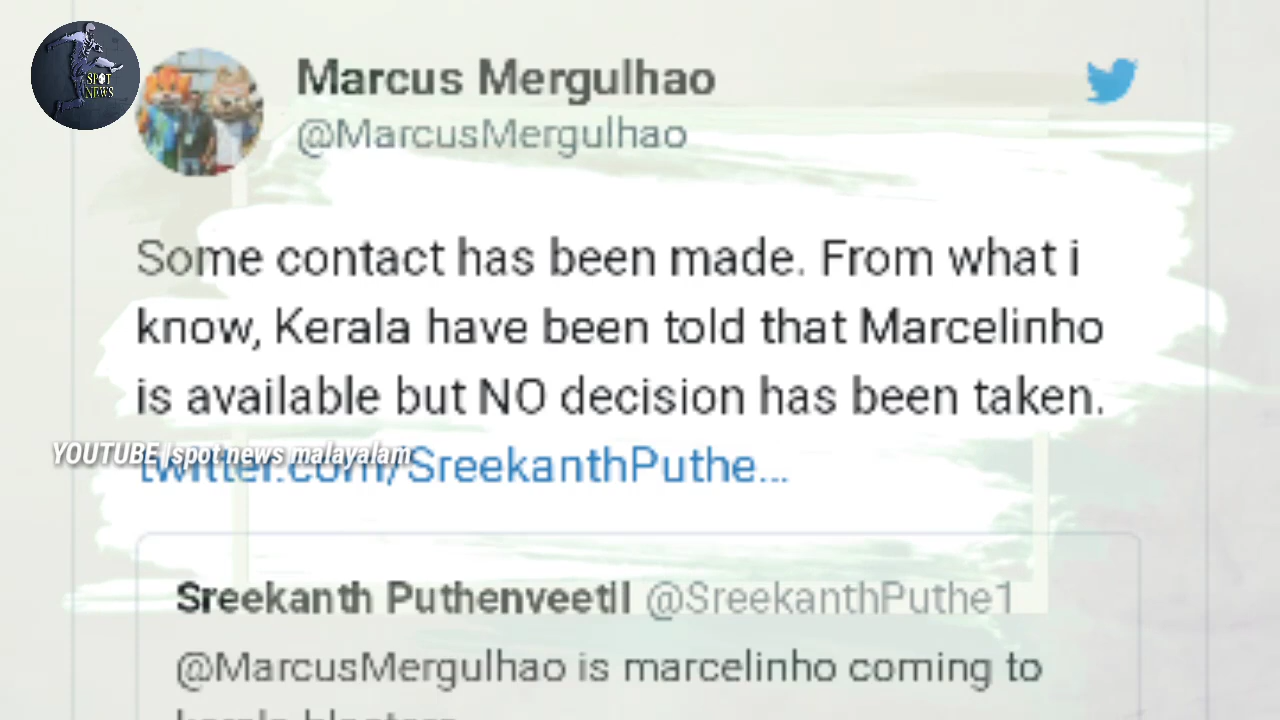 SPOT
NEWS
Marcus Mergulhao
@MarcusMergulhao
Some contact has been made. From what i
know, Kerala have been told that Marcelinho
is available but NO decision has been taken.
YOUTUBE |spot news malayalam
twitter.com/SreekanthPuthe...
Sreekanth Puthenveetil @SreekanthPuthe1
@MarcusMergulhao is marcelinho coming to